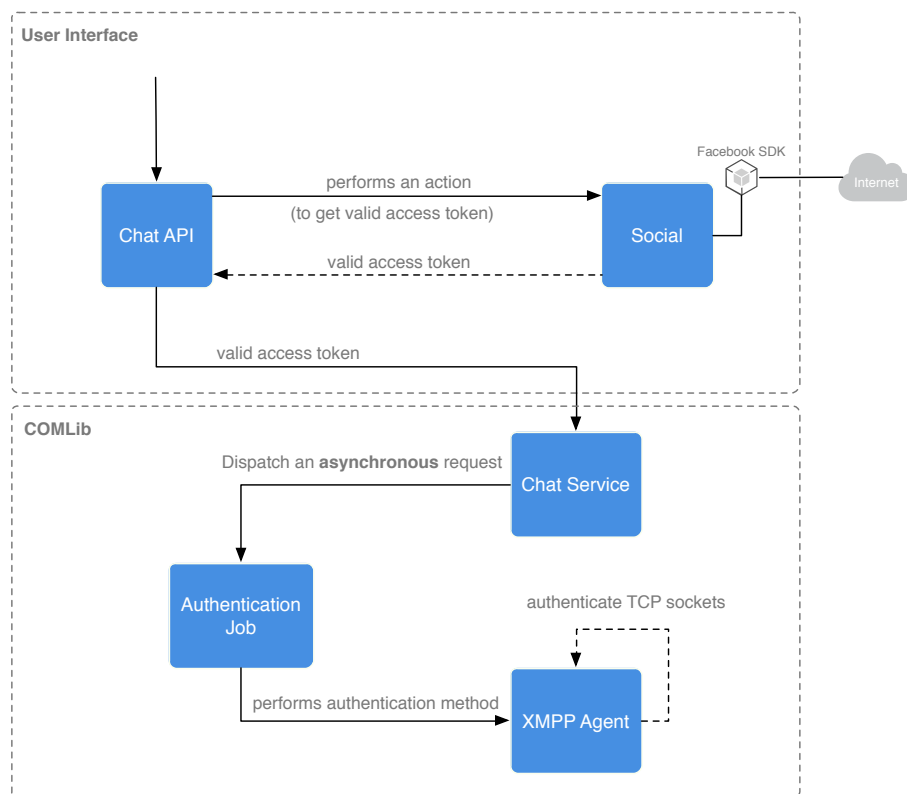 User Interface
Facebook SDK
Internet
performs an action
(to get valid access token)
Chat API
Social
valid access token
valid access token
COMLib
Dispatch an asynchronous request
Chat Service
Authentication
Job
authenticate TCP sockets
performs authentication method
XMPP Agent